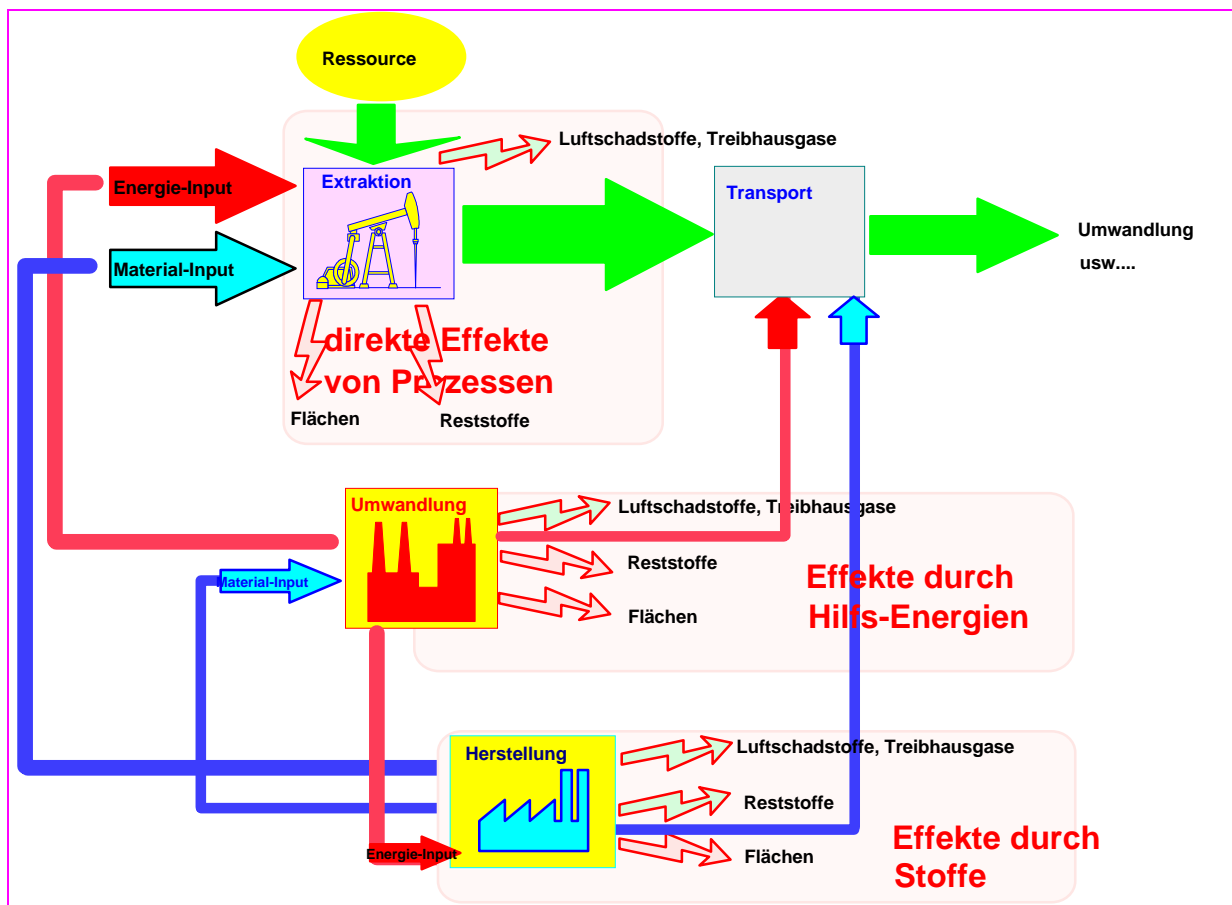 Ressource
Luftschadstoffe, Treibhausgase
Energie-Input
Extraktion
Transport
Umwandlung
usw....
Material-Input
direkte Effekte
von Prozessen
Flächen
Reststoffe
Umwandlung
Luftschadstoffe, Treibhausgase
Reststoffe
Material-Input
Flächen
Effekte durch
Hilfs-Energien
Herstellung
Luftschadstoffe, Treibhausgase
Reststoffe
Energie-Input
Flächen
Effekte durch
Stoffe